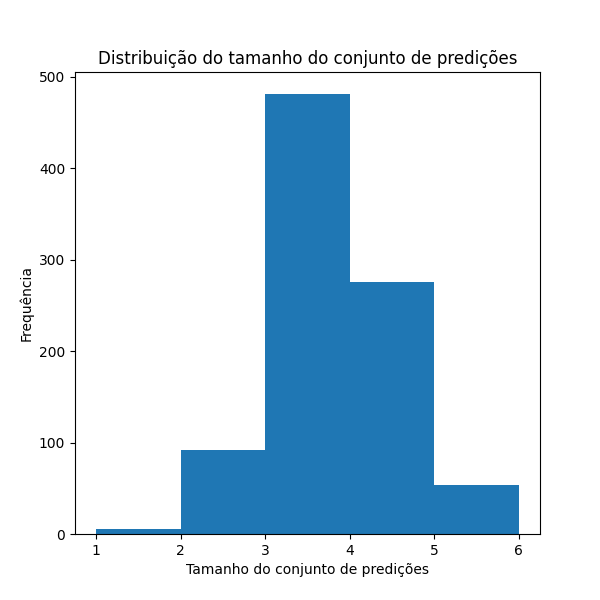 Distribuição do tamanho do conjunto de predições
500
400
300
200
100
0
Frequência
1 2 3 4 5 6
Tamanho do conjunto de predições